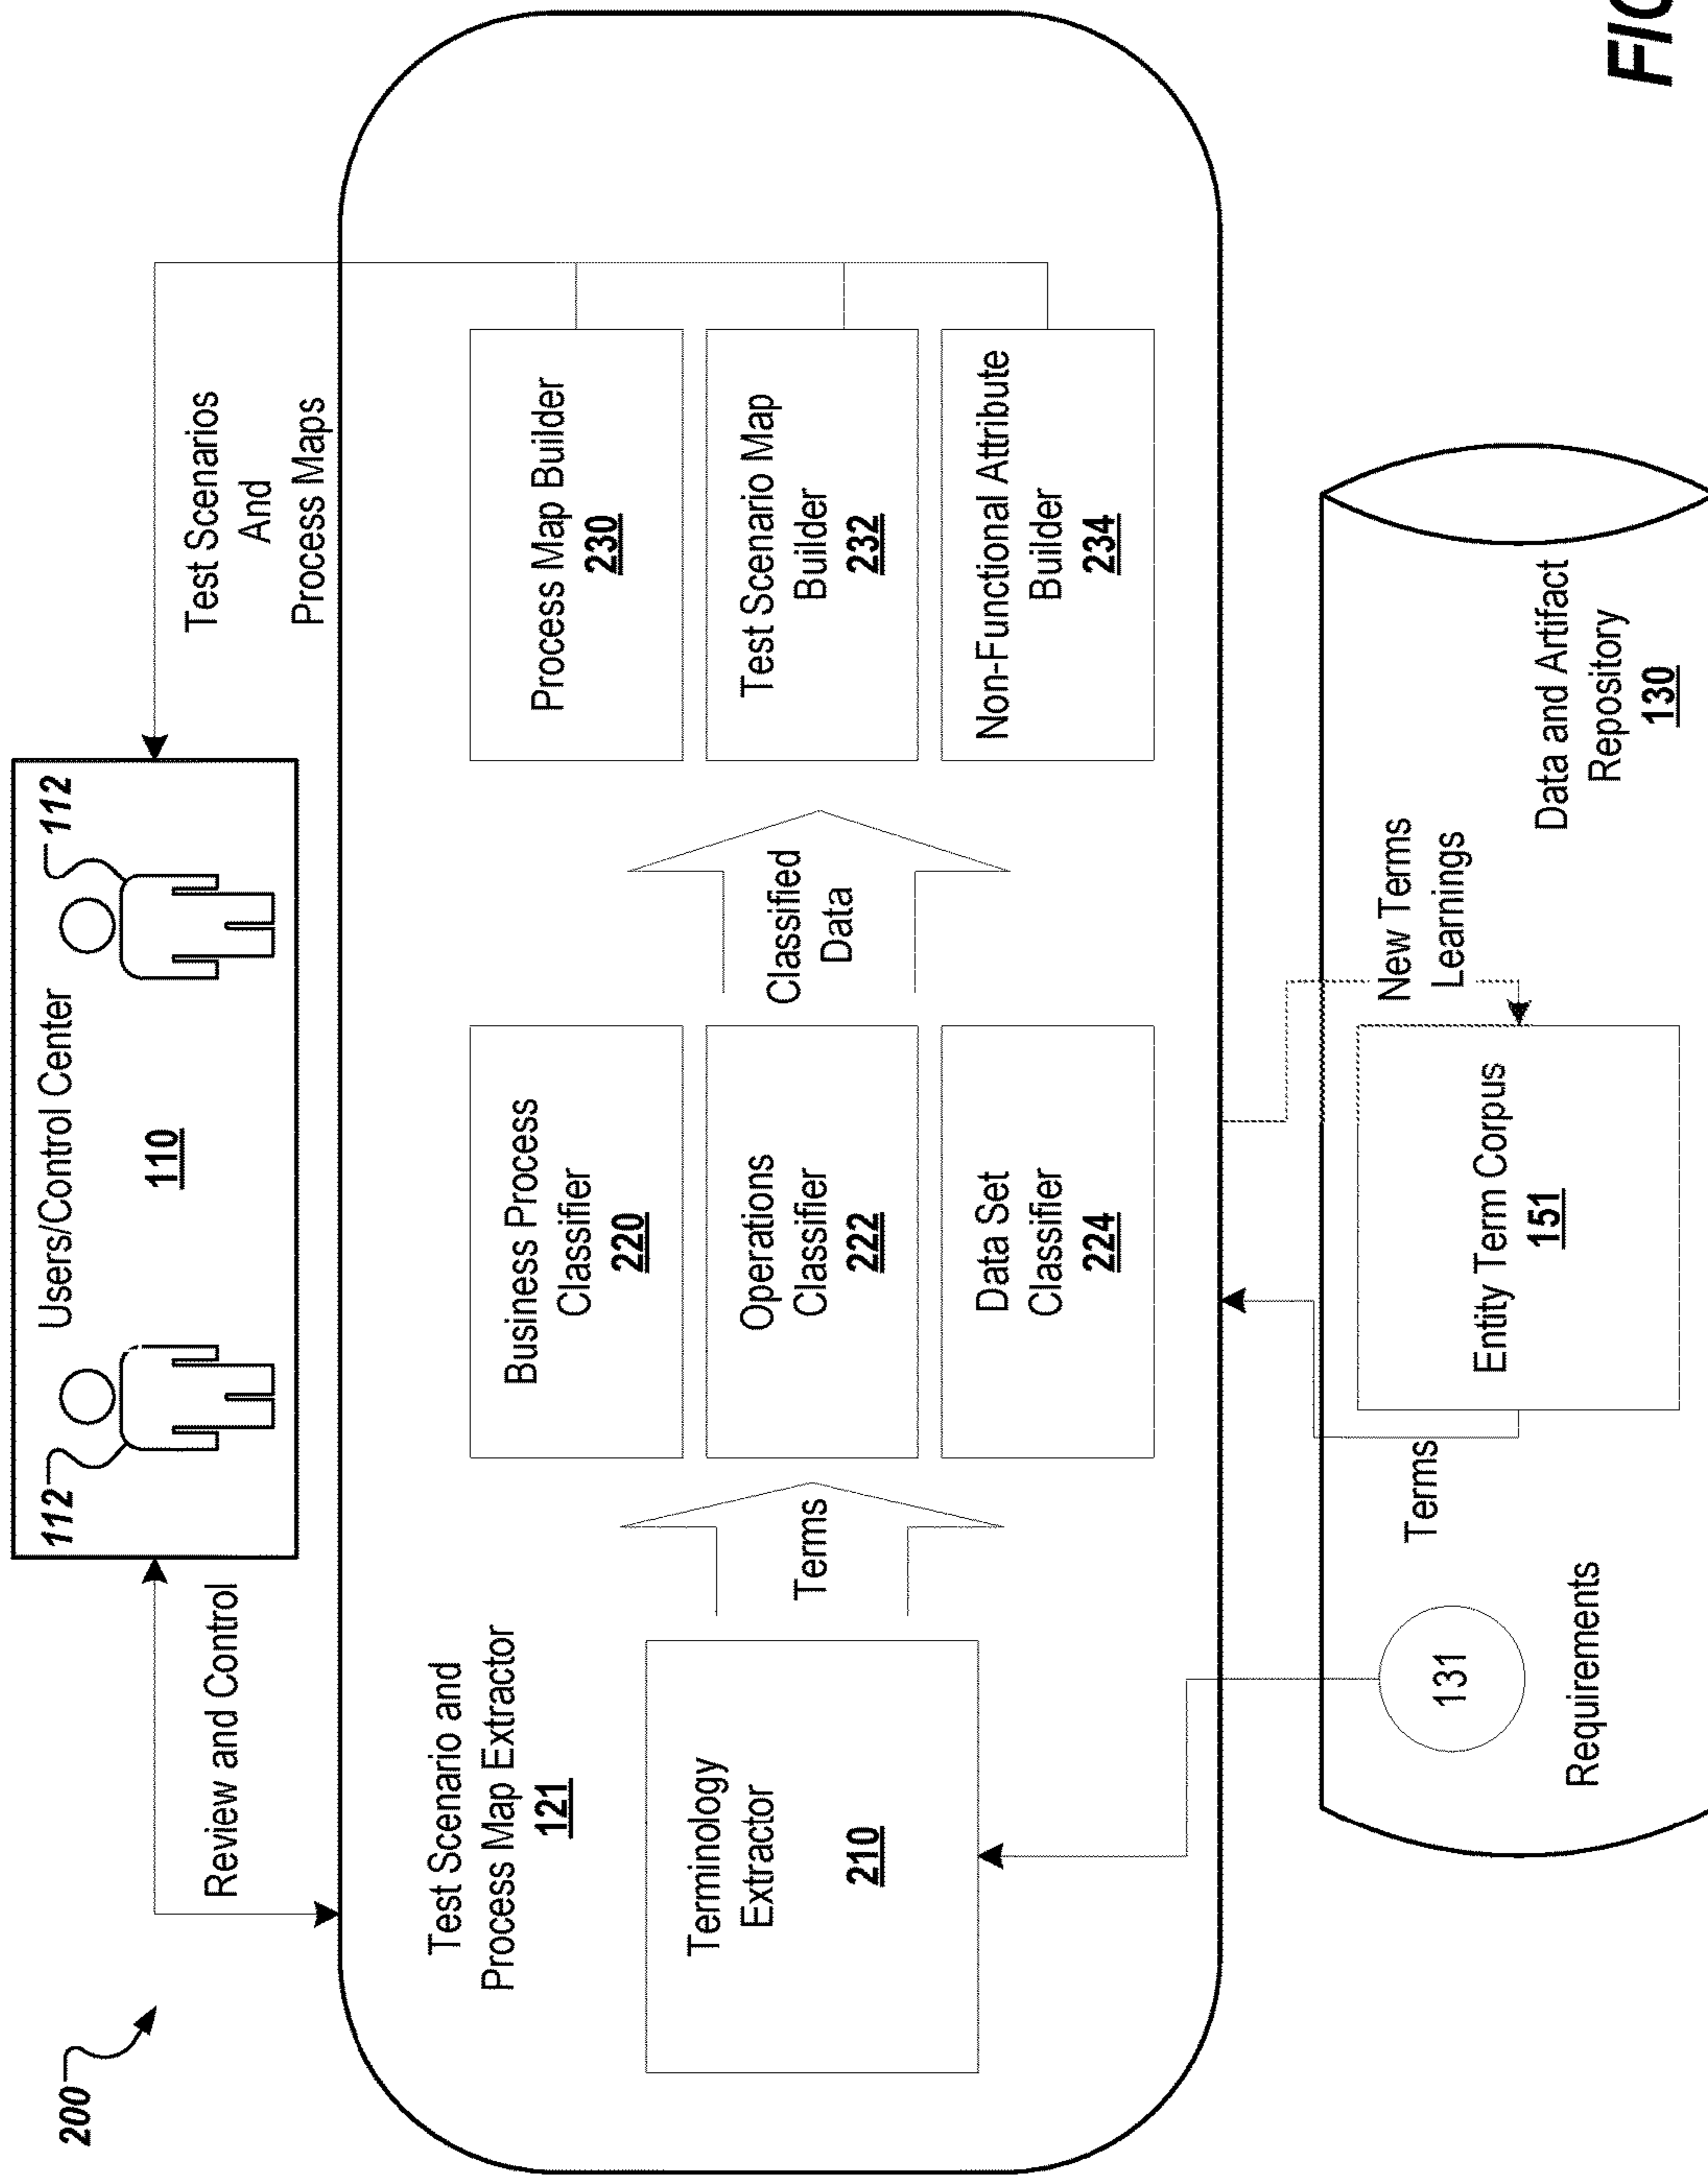 200
Review and Control
112
Users/Control Center
112
110
Test Scenarios
And
Process Maps
Test Scenario and
Process Map Extractor
121
Terminology
Extractor
210
Terms
Business Process
Classifier
220
Operations
Classifier
222
Data Set
Classifier
224
Classified
Data
Process Map Builder
230
Test Scenario Map
Builder
232
Non-Functional Attribute
Builder
234
131
Requirements
Terms
Entity Term Corpus
151
New Terms
Learnings
Data and Artifact
Repository
130